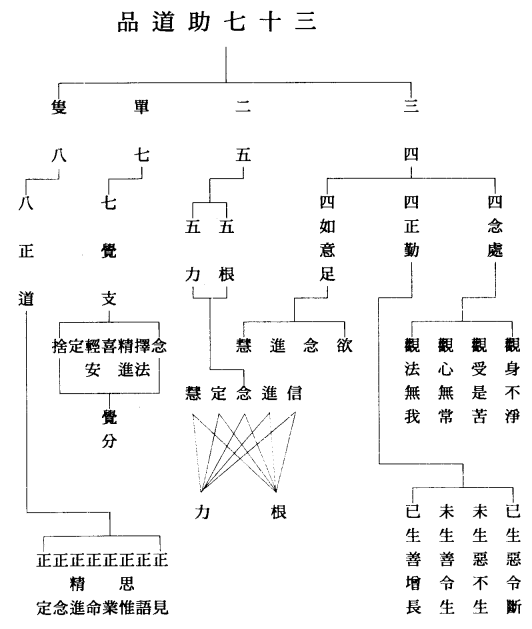 三十七助道品
三四
二五
單七
隻八
四念處
四正勤
四如意足
五根
五力
七覺支
八正道
觀身不淨
觀受是苦
觀心無常
觀法無我
欲
念
進
慧
念
擇法
精進
喜
輕安
定
捨
覺分
信
進
念
定
慧
根
力
已生惡令斷
未生惡不生
未生善令生
已生善增長
正見
正思惟
正語
正業
正命
正精進
正念
正定